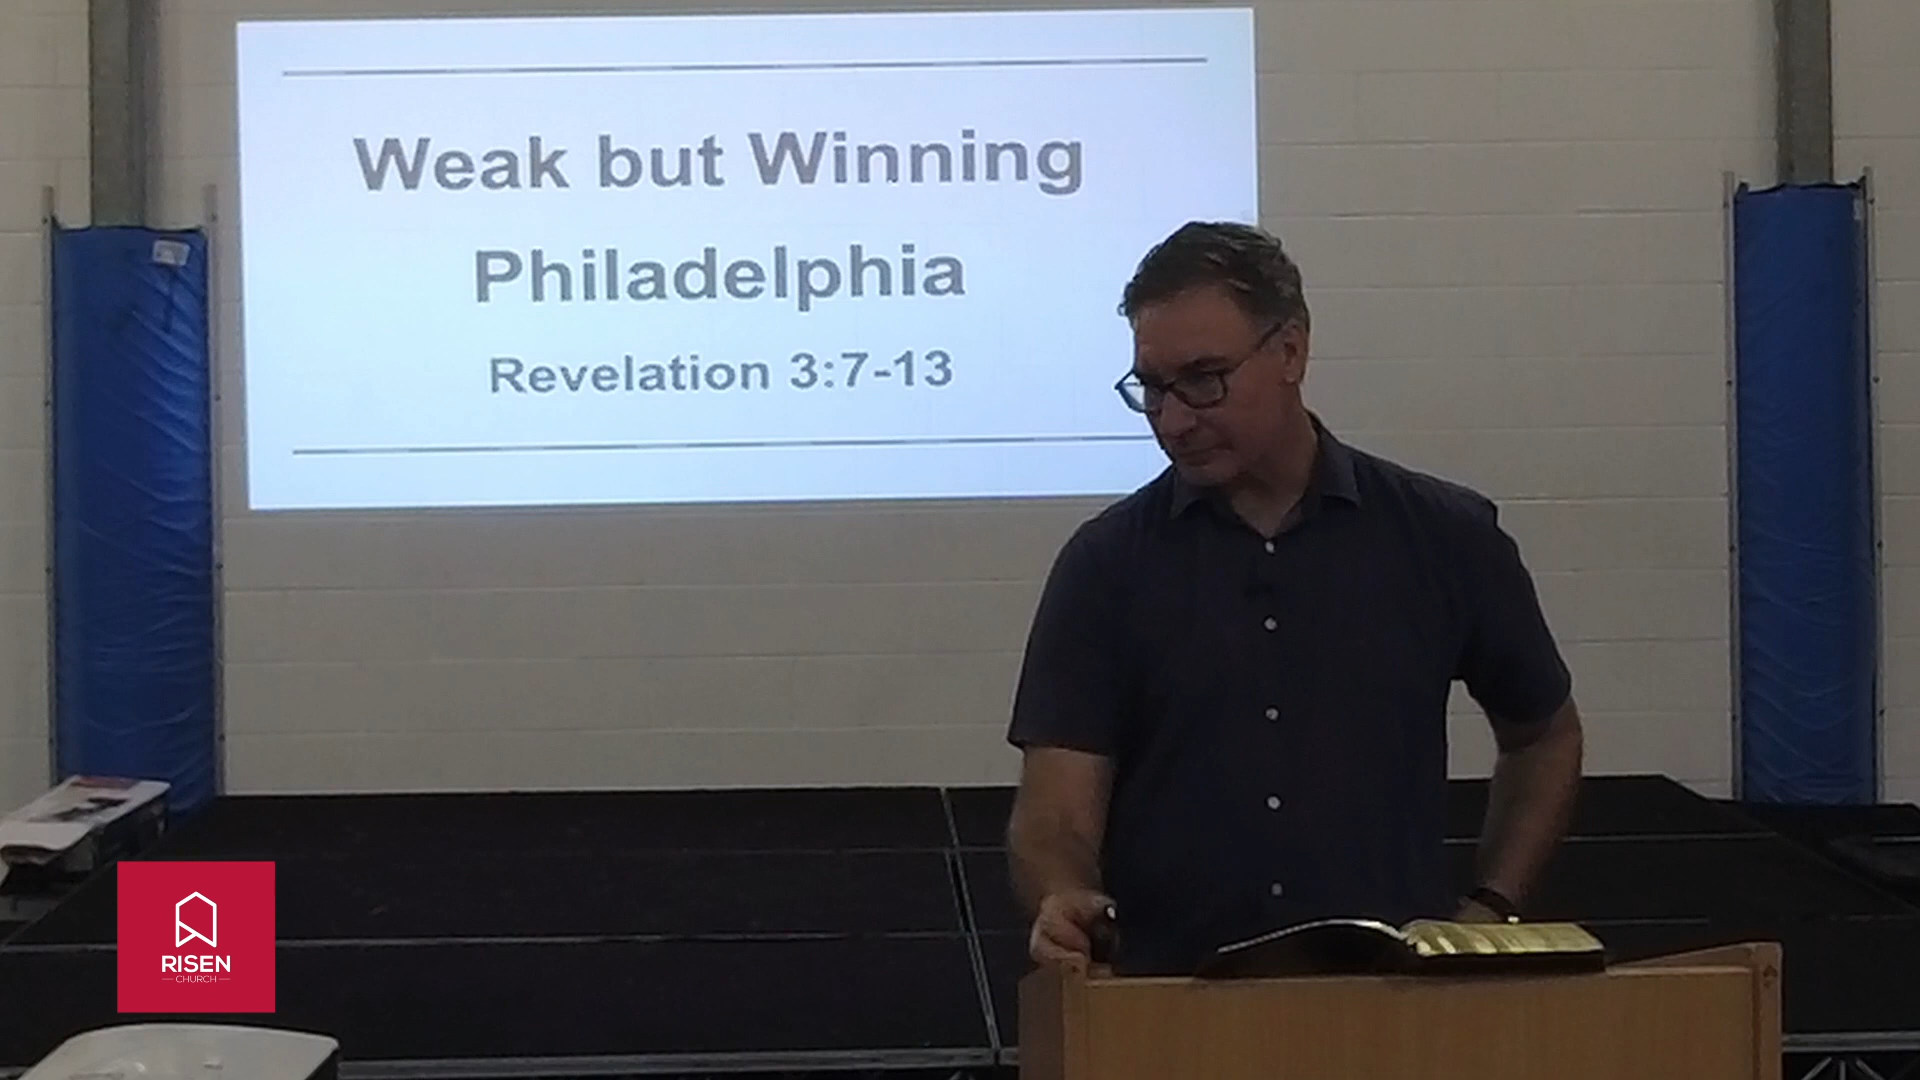 Weak but Winning
Philadelphia
Revelation 3:7-13
RISEN
CHURCH